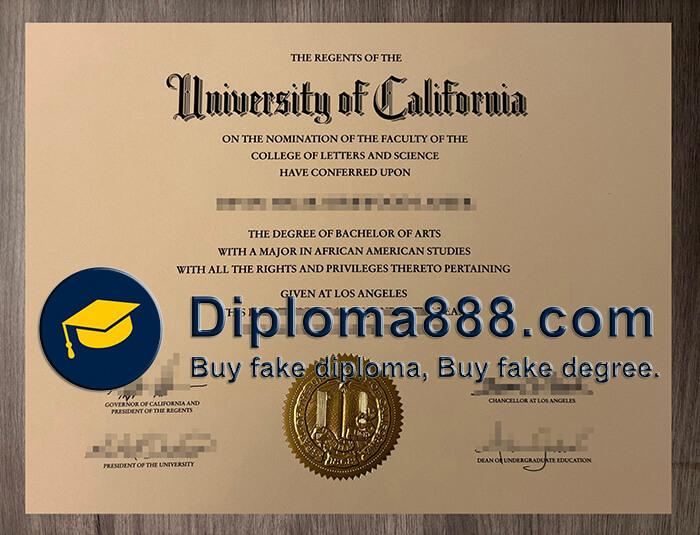 THE REGENTS OF THE
University of California
ON THE NOMINATION OF THE FACULTY OF THE
COLLEGE OF LETTERS AND SCIENCE
HAVE CONFERRED UPON
THE DEGREE OF BACHELOR OF ARTS
WITH A MAJOR IN AFRICAN AMERICAN STUDIES
WITH ALL THE RIGHTS AND PRIVILEGES THERETO PERTAINING
GIVEN AT LOS ANGELES
Diploma888.com
Buy fake diploma, Buy fake degree.
GOVERNOR OF CALIFORNIA AND
PRESIDENT OF THE REGENTS
CHANCELLOR AT LOS ANGELES
PRESIDENT OF THE UNIVERSITY
DEAN OF UNDERGRADUATE EDUCATION